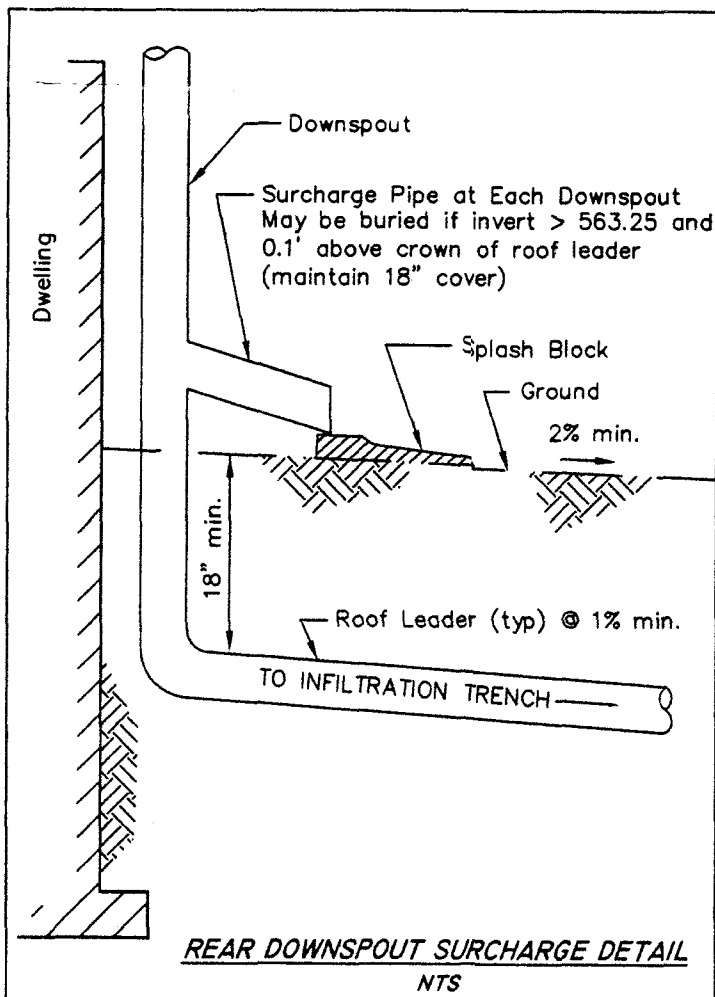 Downspout
Surcharge Pipe at Each Downspout
May be buried if invert > 563.25 and
0.1' above crown of roof leader
(maintain 18" cover)
Dwelling
Splash Block
Ground
2% min.
18" min.
Roof Leader (typ) @ 1% min.
TO INFILTRATION TRENCH
REAR DOWNSPOUT SURCHARGE DETAIL
NTS